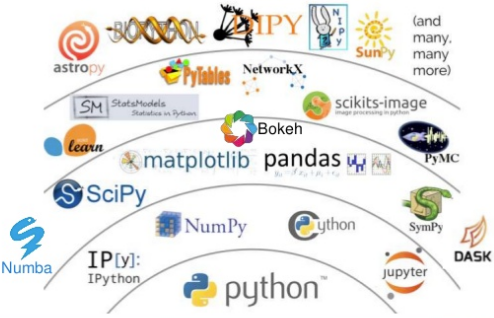 astropy
BIOPYTHON
DIPY
NIPY
SunPy
(and
many,
many
more)
PyTables
NetworkX
SM StatsModels
Statistics in Python
scikits-image
image processing in python
learn
Bokeh
PyMC
matplotlib
pandas
SciPy
NumPy
Cython
SymPy
Numba
IP[y]:
IPython
python™
jupyter
DASK